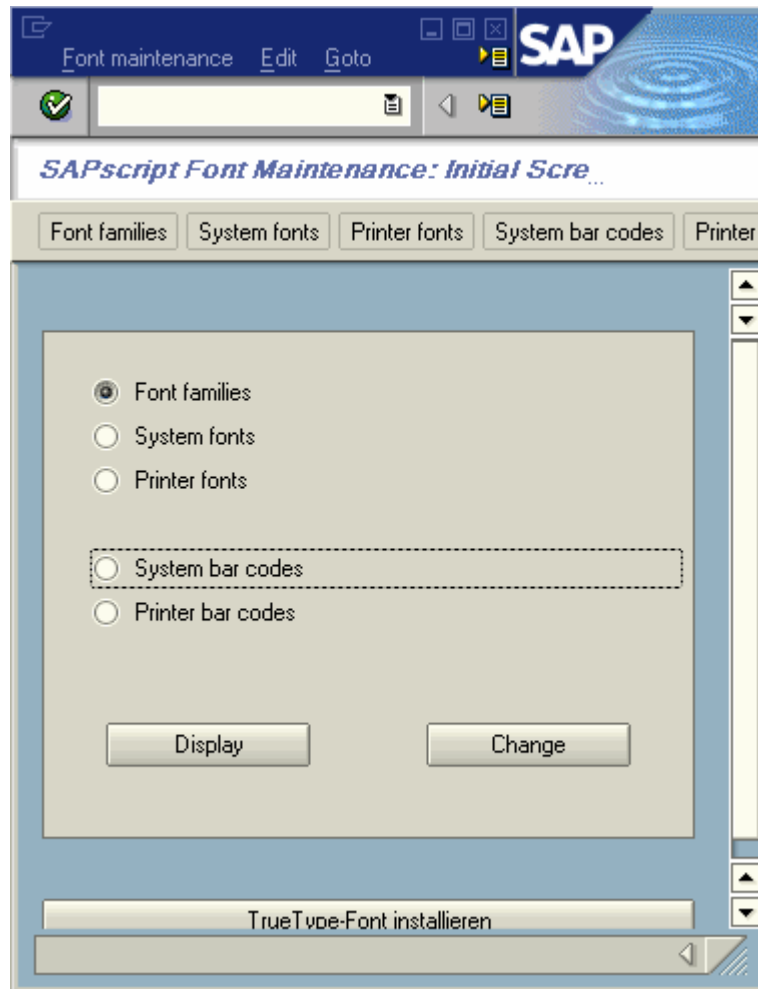 Font maintenance Edit Goto
SAP
SAPscript Font Maintenance: Initial Scre...
Font families System fonts Printer fonts System bar codes Printer
Font families
System fonts
Printer fonts
System bar codes
Printer bar codes
Display Change
TrueType-Font installieren